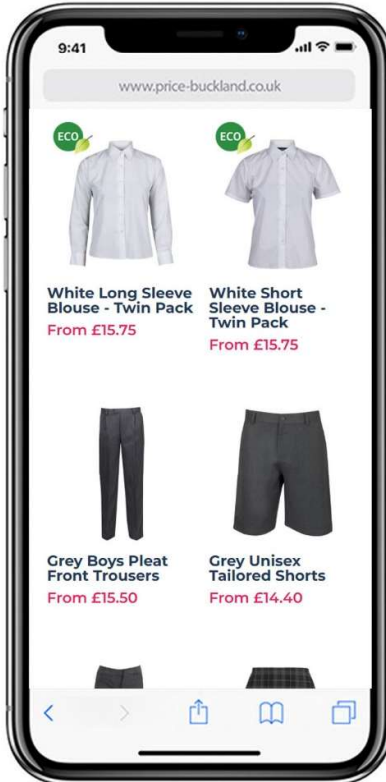 9:41
www.price-buckland.co.uk
ECO
ECO
White Long Sleeve
Blouse - Twin Pack
From £15.75
White Short
Sleeve Blouse -
Twin Pack
From £15.75
Grey Boys Pleat
Front Trousers
From £15.50
Grey Unisex
Tailored Shorts
From £14.40